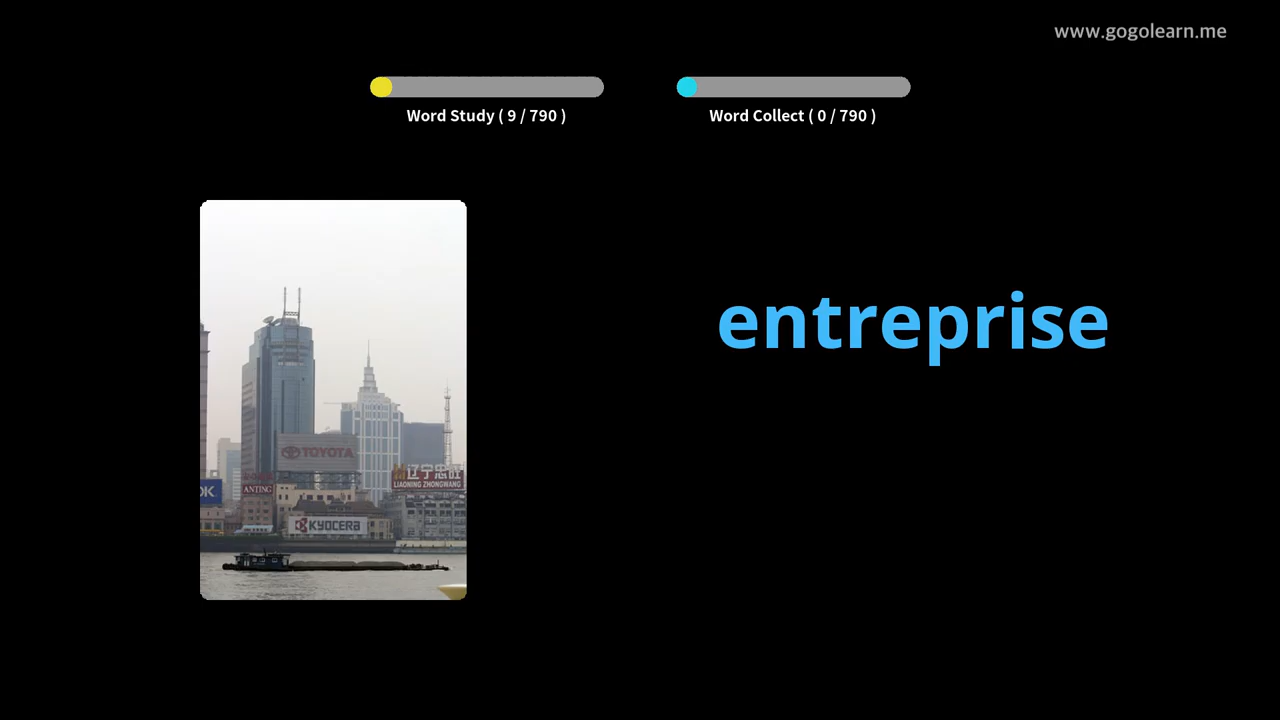 www.gogolearn.me
Word Study ( 9 / 790 )
Word Collect ( 0 / 790 )
entreprise
TOYOTA
辽宁忠旺
LIAONING ZHONGWANG
ANTING
KYOCERA